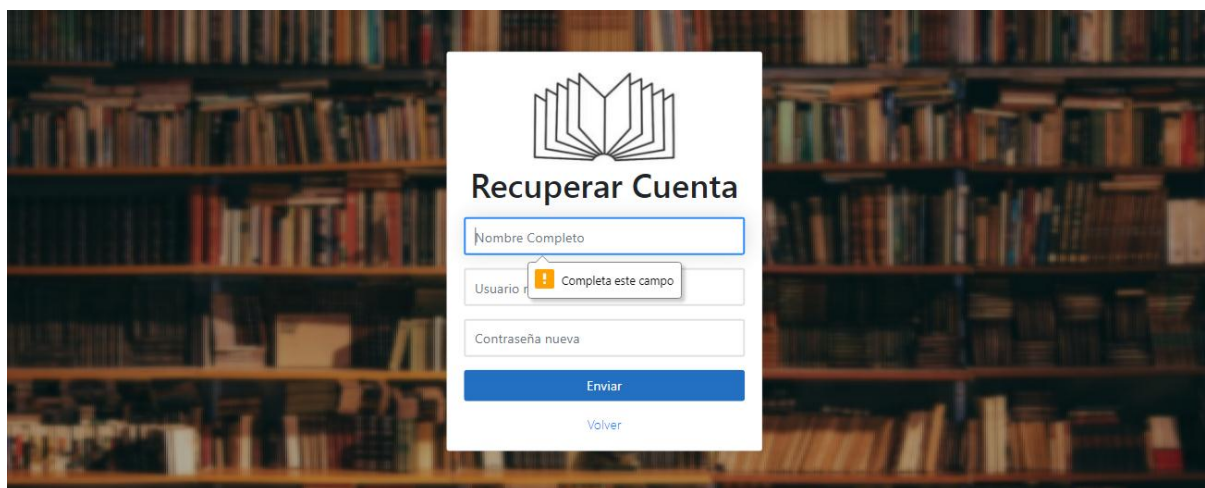 Recuperar Cuenta
Nombre Completo
Completa este campo
Usuario
Contraseña nueva
Enviar
Volver